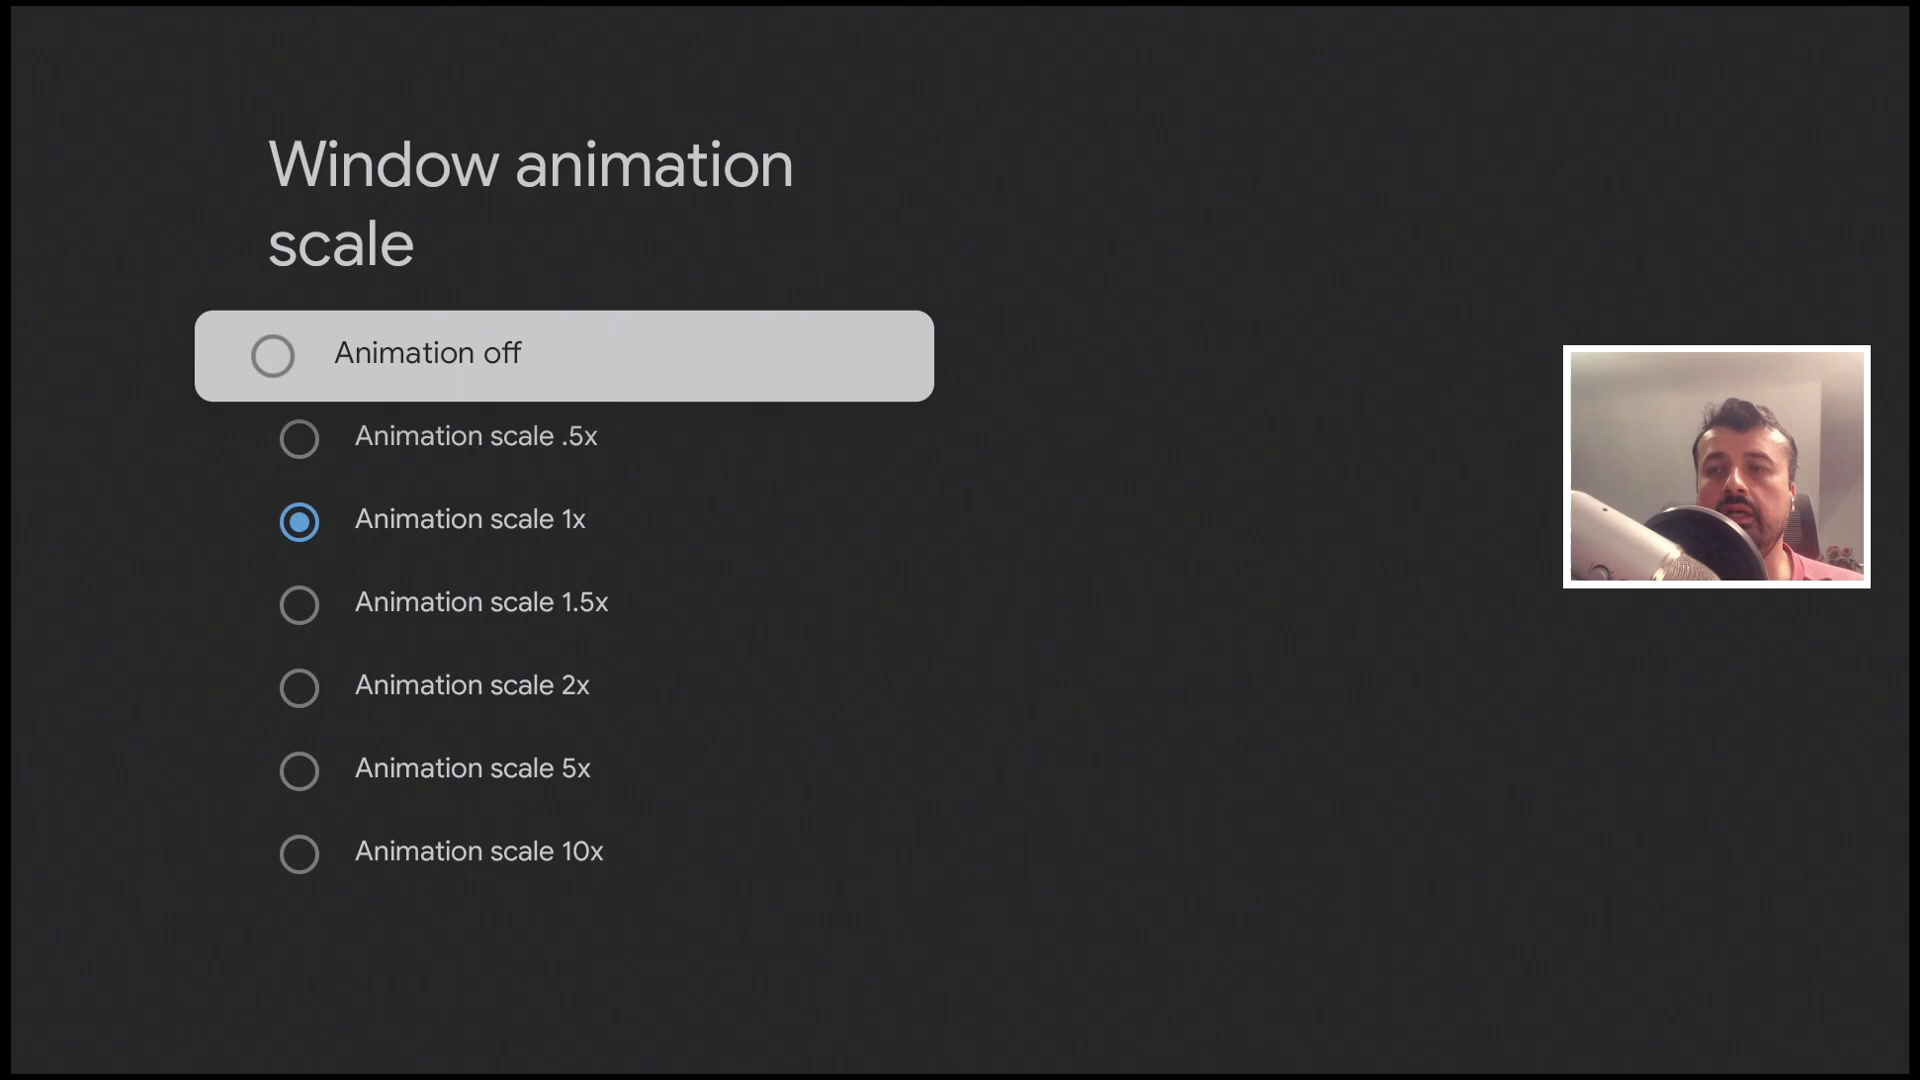 Window animation
scale
Animation off
Animation scale .5x
Animation scale 1x
Animation scale 1.5x
Animation scale 2x
Animation scale 5x
Animation scale 10x